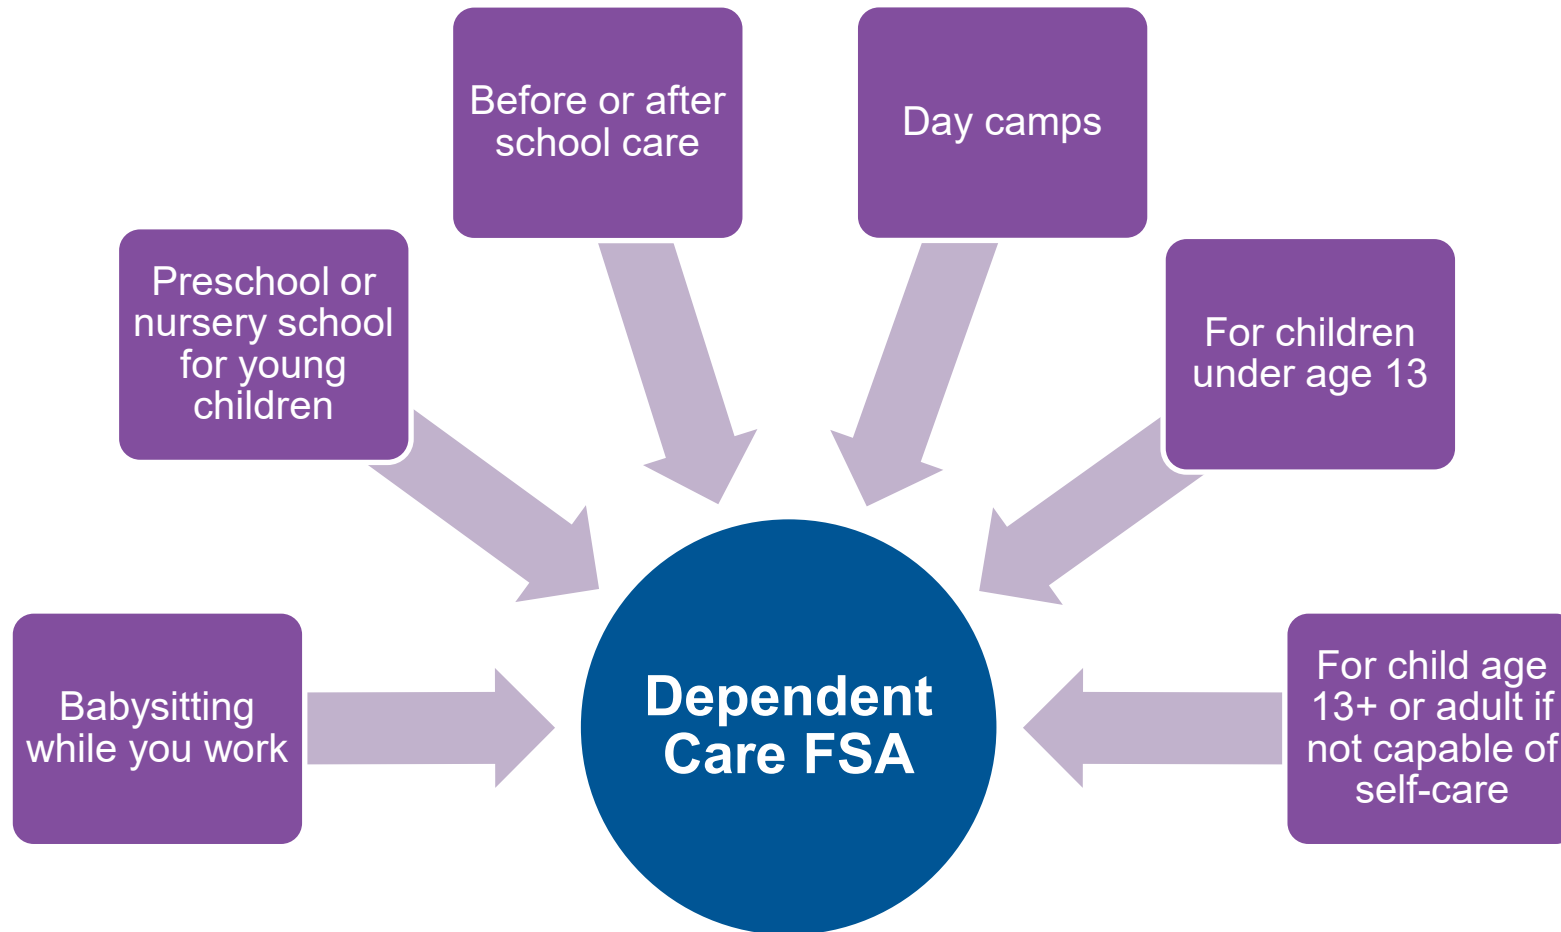 Before or after
school care
Day camps
Preschool or
nursery school
for young
children
For children
under age 13
Babysitting
while you work
Dependent
Care FSA
For child age
13+ or adult if
not capable of
self-care